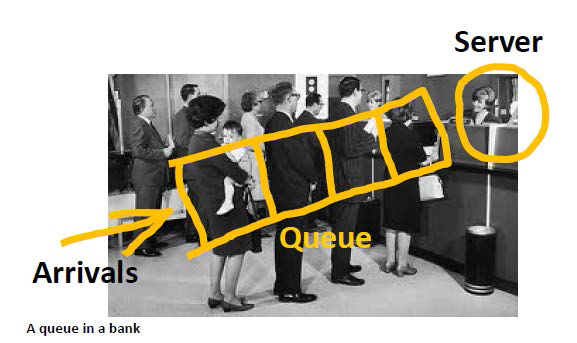 Server
Queue
Arrivals
A queue in a bank